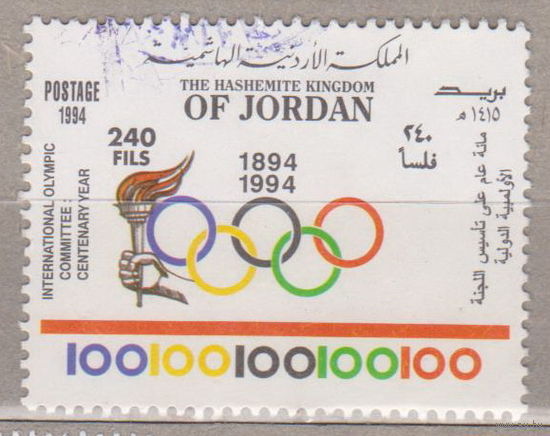 المملكة الأردنية الهاشمية
THE HASHEMITE KINGDOM
OF JORDAN
POSTAGE
1994
بريد
١٤١٥ هـ
240
FILS
1894
1994
٢٤٠
فلساً
INTERNATIONAL OLYMPIC
COMMITTEE :
CENTENARY YEAR
مائة عام على تأسيس اللجنة
الأولمبية الدولية
100100100100100